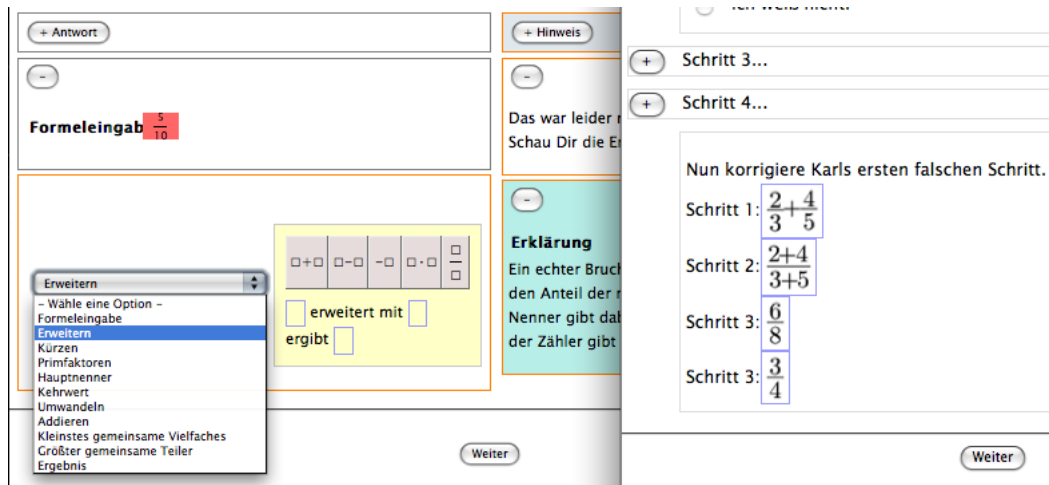 + Antwort
-
Formeleingab 5/10
Erweitern
- Wähle eine Option -
Formeleingabe
Erweitern
Kürzen
Primfaktoren
Hauptnenner
Kehrwert
Umwandeln
Addieren
Kleinstes gemeinsame Vielfaches
Größter gemeinsame Teiler
Ergebnis
□+□ □-□ -□ □·□ □/□
□ erweitert mit □
ergibt □
Weiter
+ Hinweis
-
Das war leider
Schau Dir die
-
Erklärung
Ein echter Bruch
den Anteil der
Nenner gibt
der Zähler gibt
Ich weiß nicht.
+ Schritt 3...
+ Schritt 4...
Nun korrigiere Karls ersten falschen Schritt.
Schritt 1: 2/3+4/5
Schritt 2: 2+4/3+5
Schritt 3: 6/8
Schritt 3: 3/4
Weiter